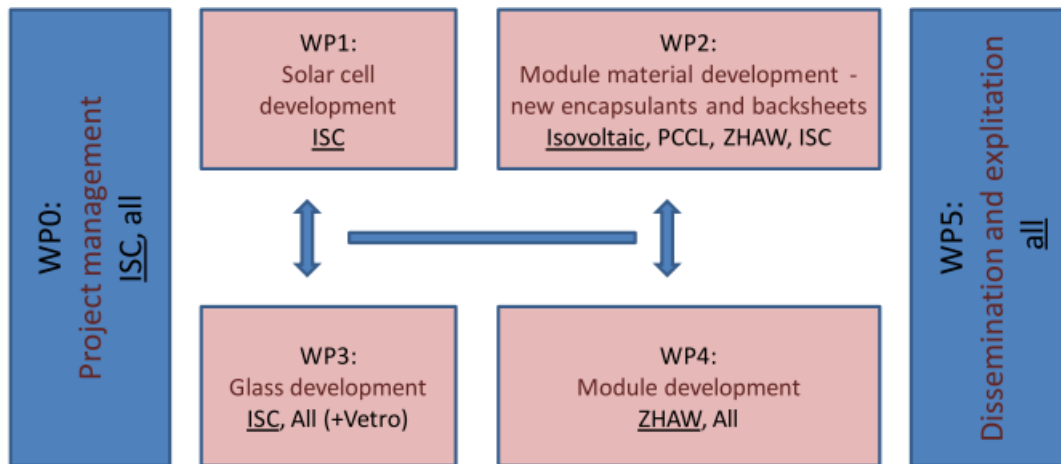 WP0:
Project management
ISC, all
WP1:
Solar cell
development
ISC
WP2:
Module material development -
new encapsulants and backsheets
Isovoltaic, PCCL, ZHAW, ISC
WP3:
Glass development
ISC, All (+Vetro)
WP4:
Module development
ZHAW, All
WP5:
Dissemination and explitation
all